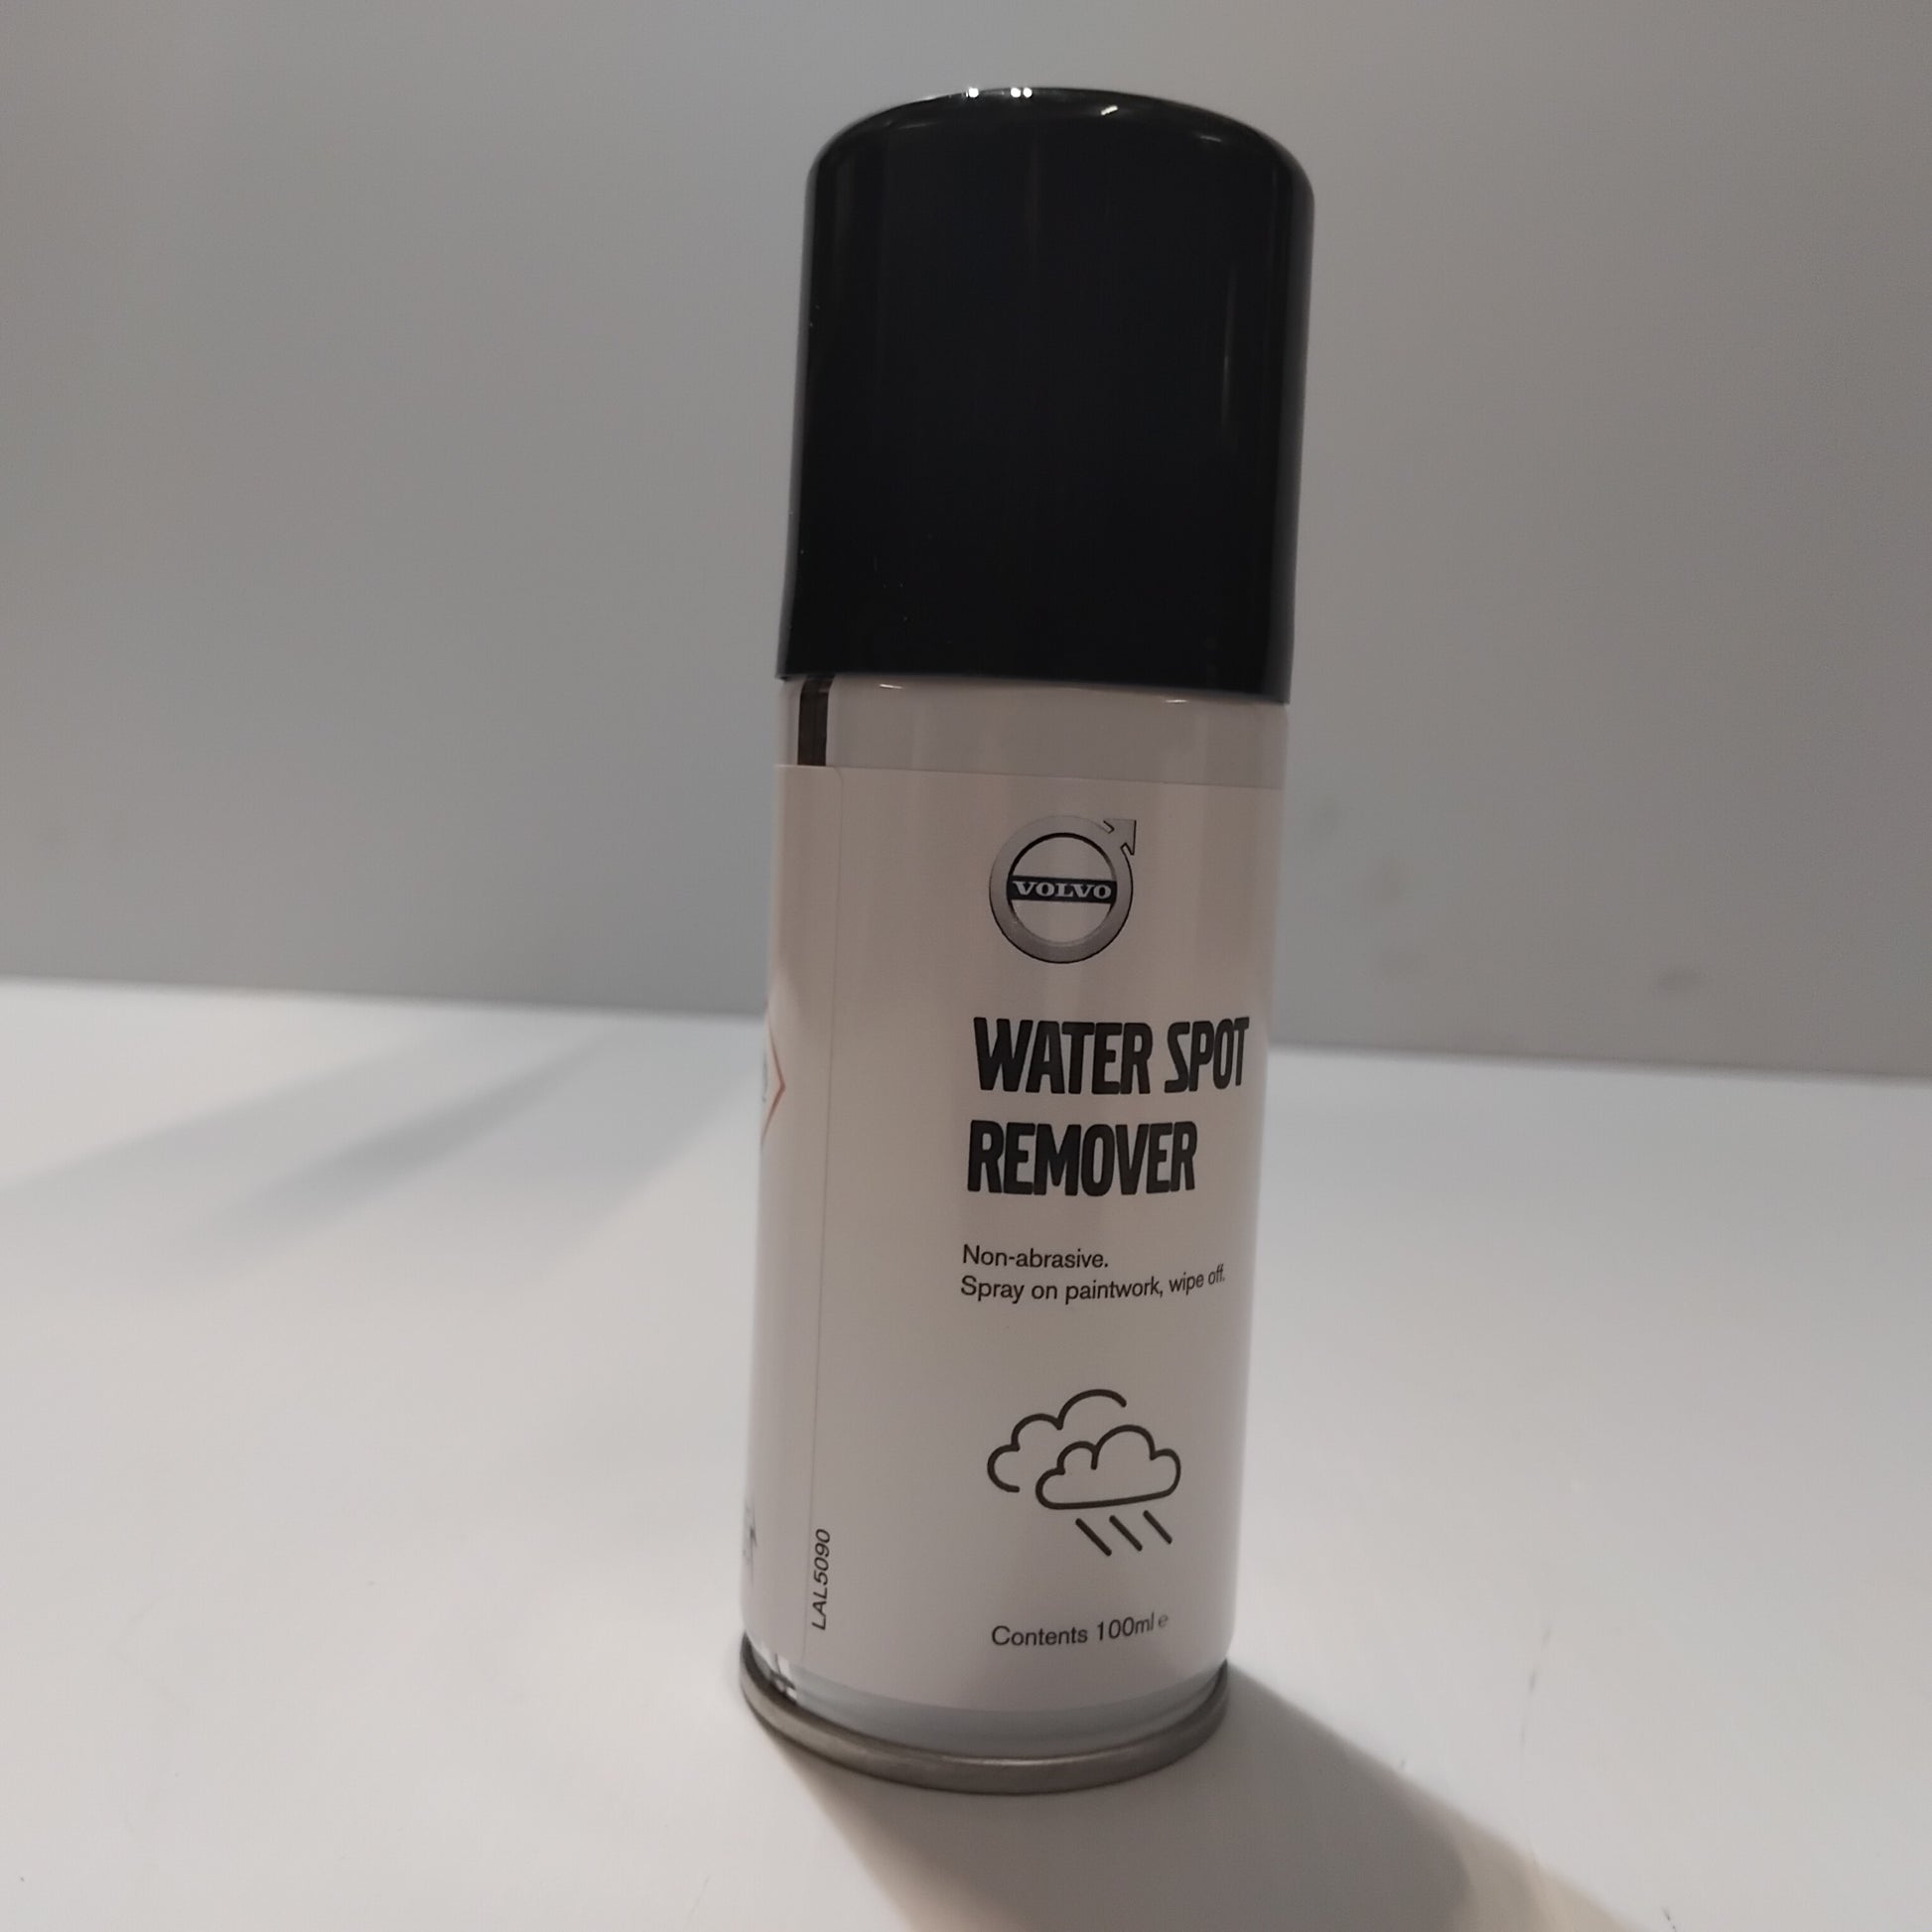 VOLVO
WATER SPOT
REMOVER
Non-abrasive.
Spray on paintwork, wipe off.
LAL5090
Contents 100ml e